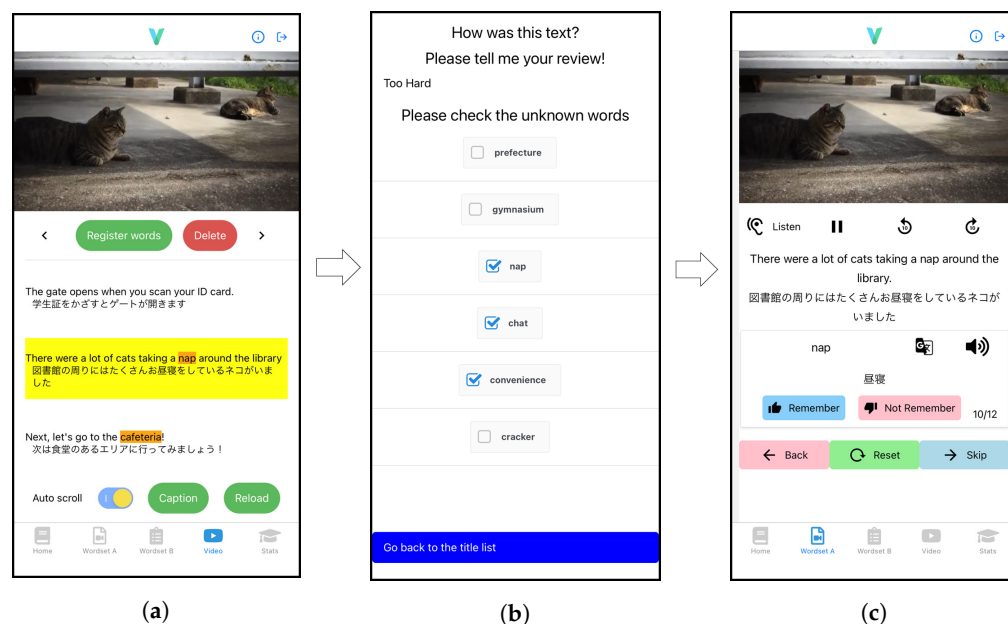 Register words
Delete
The gate opens when you scan your ID card.
学生証をかざすとゲートが開きます
There were a lot of cats taking a nap around the library
図書館の周りにはたくさんお昼寝をしているネコがいま
した
Next, let's go to the cafeteria!
次は食堂のあるエリアに行ってみましょう！
Auto scroll
Caption
Reload
Home
Wordset A
Wordset B
Video
Stats
(a)
How was this text?
Please tell me your review!
Too Hard
Please check the unknown words
prefecture
gymnasium
nap
chat
convenience
cracker
Go back to the title list
(b)
Listen
10
10
There were a lot of cats taking a nap around the
library.
図書館の周りにはたくさんお昼寝をしているネコが
いました
nap
昼寝
Remember
Not Remember
10/12
Back
Reset
Skip
Home
Wordset A
Wordset B
Video
Stats
(c)